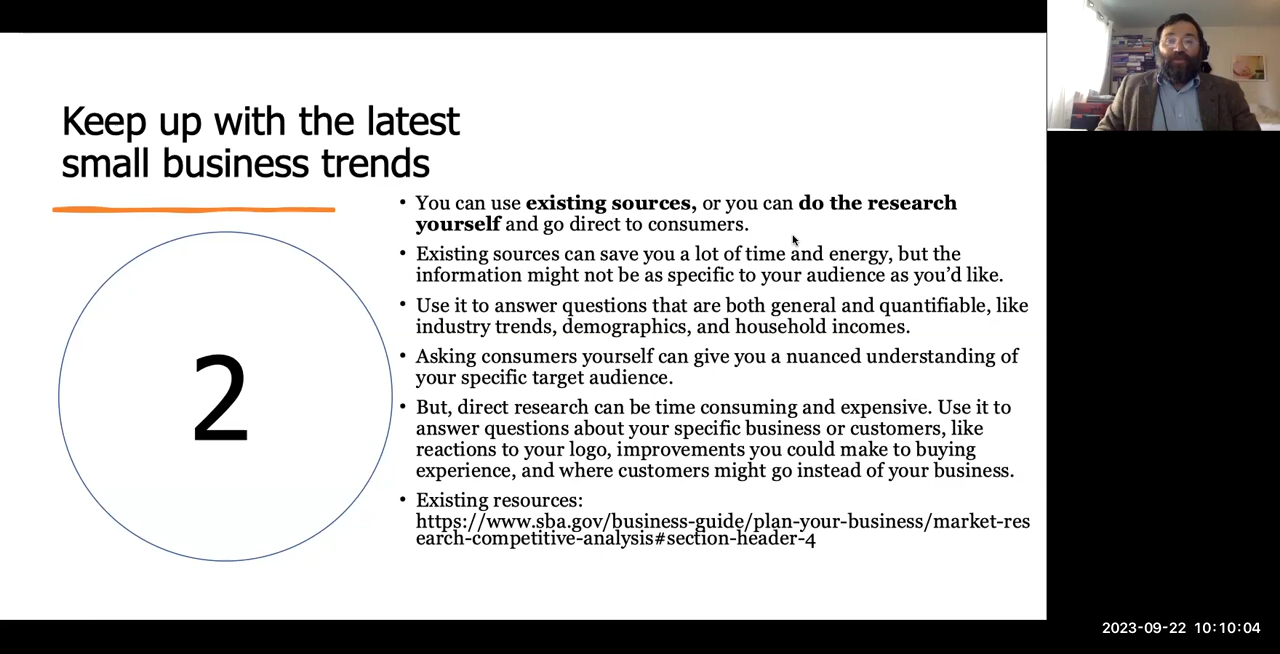 Keep up with the latest
small business trends
2
• You can use existing sources, or you can do the research
yourself and go direct to consumers.
• Existing sources can save you a lot of time and energy, but the
information might not be as specific to your audience as you’d like.
• Use it to answer questions that are both general and quantifiable, like
industry trends, demographics, and household incomes.
• Asking consumers yourself can give you a nuanced understanding of
your specific target audience.
• But, direct research can be time consuming and expensive. Use it to
answer questions about your specific business or customers, like
reactions to your logo, improvements you could make to buying
experience, and where customers might go instead of your business.
• Existing resources:
https://www.sba.gov/business-guide/plan-your-business/market-res
earch-competitive-analysis#section-header-4
2023-09-22 10:10:04